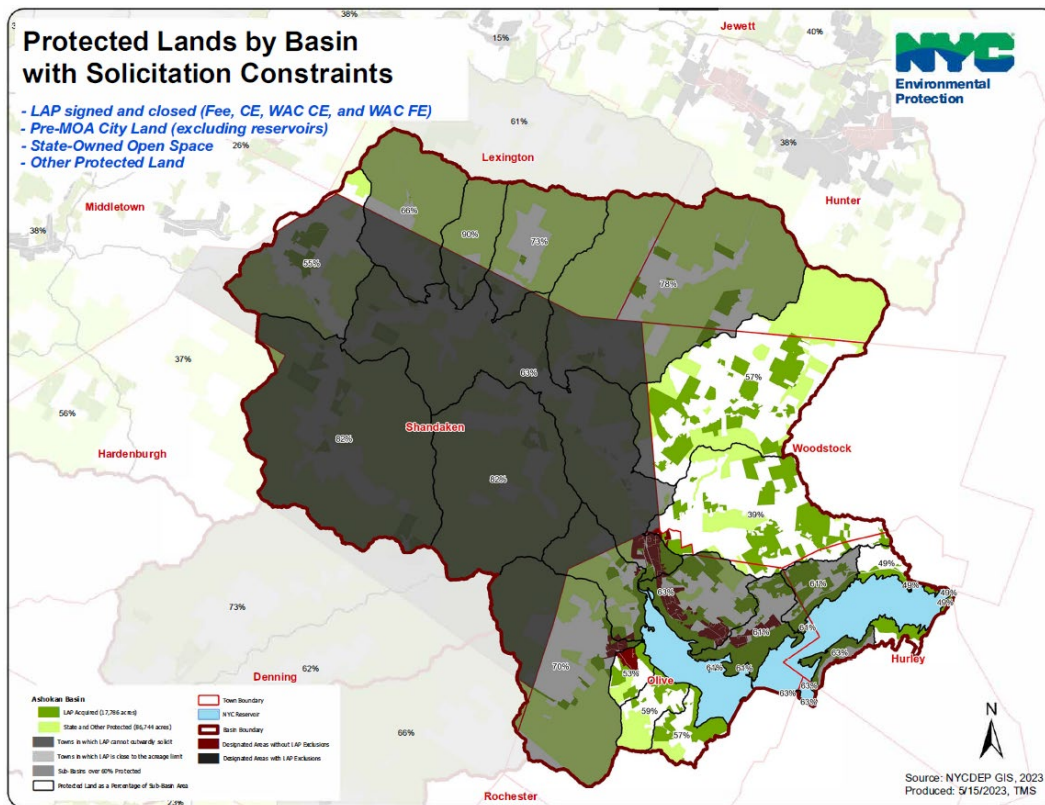 Protected Lands by Basin
with Solicitation Constraints
- LAP signed and closed (Fee, CE, WAC CE, and WAC FE)
- Pre-MOA City Land (excluding reservoirs)
- State-Owned Open Space
- Other Protected Land
NYC
Environmental
Protection
38%
15%
Jewett
40%
61%
38%
26%
Lexington
Middletown
Hunter
38%
66%
90%
73%
55%
78%
37%
63%
57%
56%
Shandaken
82%
Woodstock
Hardenburgh
82%
39%
49%
61%
49%
49%
49%
63%
73%
61%
61%
63%
Hurley
62%
70%
53%
61%
Olive
63%
63%
63%
Denning
59%
57%
66%
Rochester
23%
Ashokan Basin
LAP Acquired (17,786 acres)
State and Other Protected (86,744 acres)
Towns in which LAP cannot outwardly solicit
Towns in which LAP is close to the acreage limit
Sub-Basins over 60% Protected
Protected Land as a Percentage of Sub-Basin Area
Town Boundary
NYC Reservoir
Basin Boundary
Designated Areas without LAP Exclusions
Designated Areas with LAP Exclusions
N
Source: NYCDEP GIS, 2023
Produced: 5/15/2023, TMS